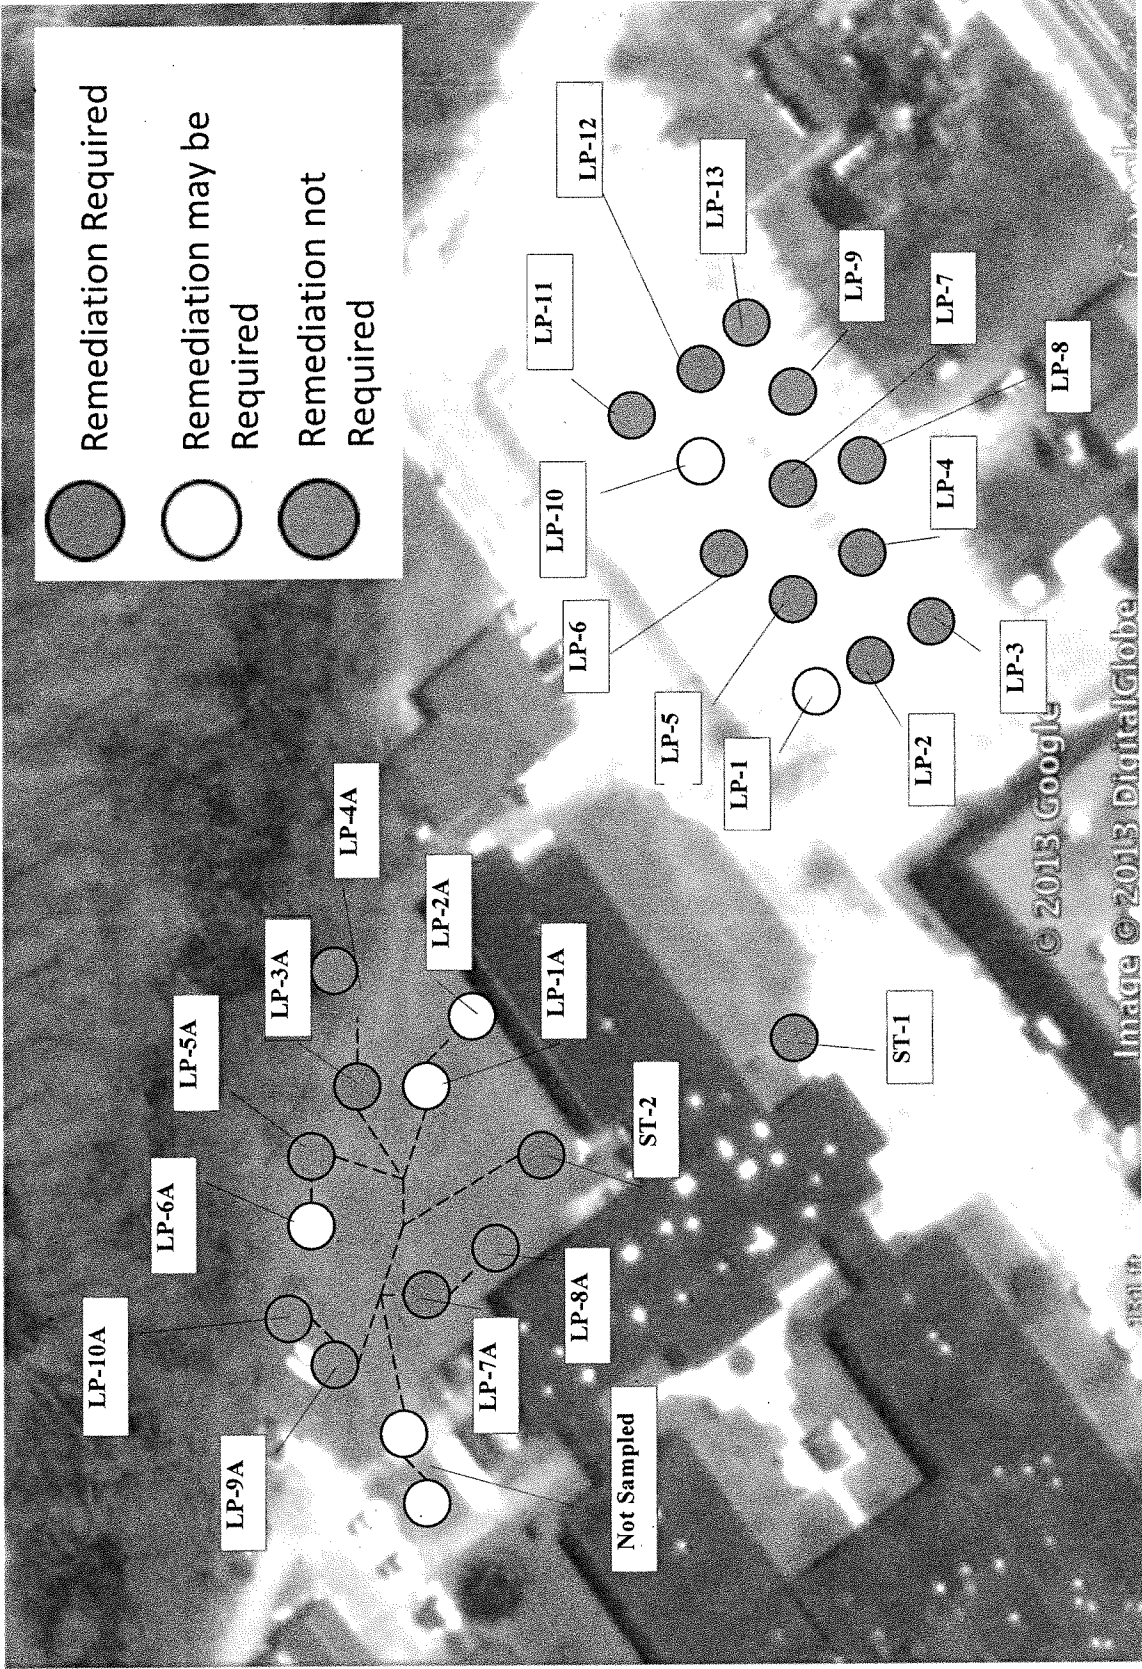 Remediation Required
Remediation may be
Required
Remediation not
Required
LP-10A
LP-6A
LP-5A
LP-9A
LP-3A
LP-4A
LP-2A
LP-1A
LP-7A
LP-8A
Not Sampled
ST-2
ST-1
LP-11
LP-12
LP-10
LP-6
LP-13
LP-5
LP-1
LP-9
LP-7
LP-4
LP-2
LP-3
LP-8
© 2013 Google
Image © 2013 DigitalGlobe